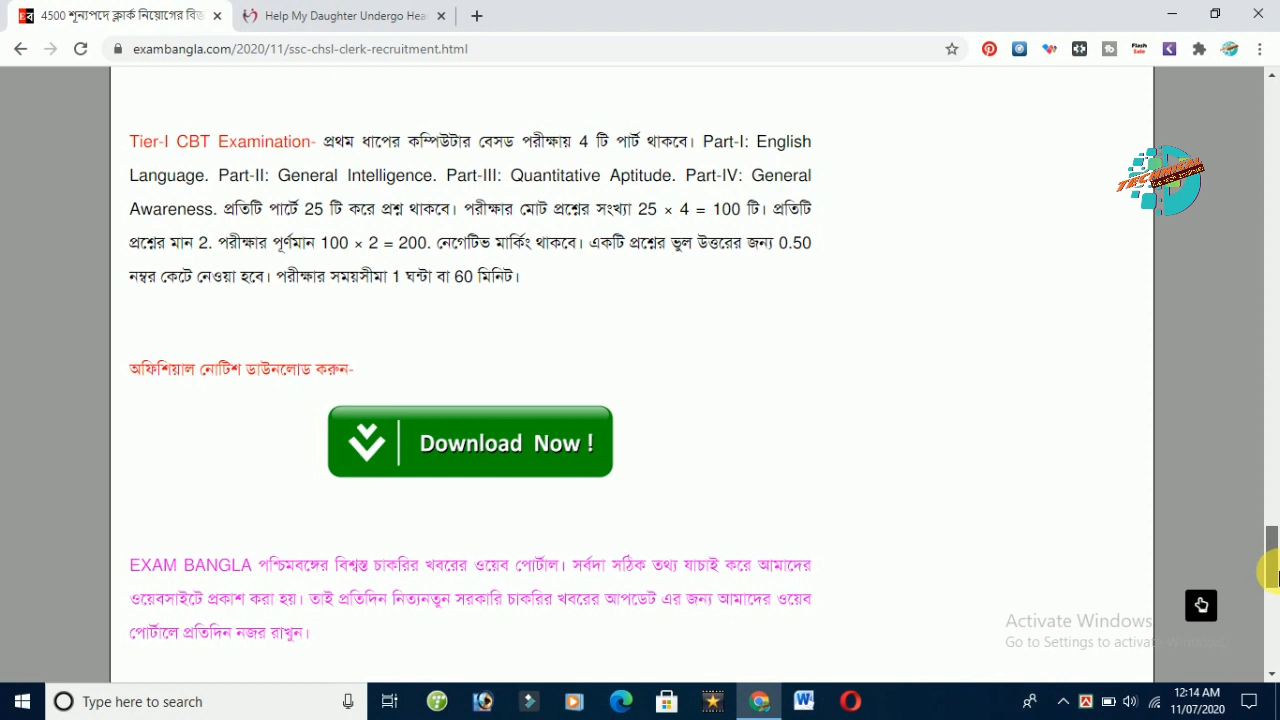 4500 শূন্যপদে ক্লার্ক নিয়োগের বিজ
Help My Daughter Undergo Hea
exambangla.com/2020/11/ssc-chsl-clerk-recruitment.html
Tier-I CBT Examination- প্রথম ধাপের কম্পিউটার বেসড পরীক্ষায় 4 টি পার্ট থাকবে। Part-I: English
Language. Part-II: General Intelligence. Part-III: Quantitative Aptitude. Part-IV: General
Awareness. প্রতিটি পার্টে 25 টি করে প্রশ্ন থাকবে। পরীক্ষার মোট প্রশ্নের সংখ্যা 25 × 4 = 100 টি। প্রতিটি
প্রশ্নের মান 2. পরীক্ষার পূর্ণমান 100 × 2 = 200. নেগেটিভ মার্কিং থাকবে। একটি প্রশ্নের ভুল উত্তরের জন্য 0.50
নম্বর কেটে নেওয়া হবে। পরীক্ষার সময়সীমা 1 ঘন্টা বা 60 মিনিট।
অফিশিয়াল নোটিশ ডাউনলোড করুন-
Download Now !
EXAM BANGLA পশ্চিমবঙ্গের বিশ্বস্ত চাকরির খবরের ওয়েব পোর্টাল। সর্বদা সঠিক তথ্য যাচাই করে আমাদের
ওয়েবসাইটে প্রকাশ করা হয়। তাই প্রতিদিন নিত্যনতুন সরকারি চাকরির খবরের আপডেট এর জন্য আমাদের ওয়েব
পোর্টালে প্রতিদিন নজর রাখুন।
Activate Windows
Go to Settings to activate Windows.
Type here to search
12:14 AM
11/07/2020